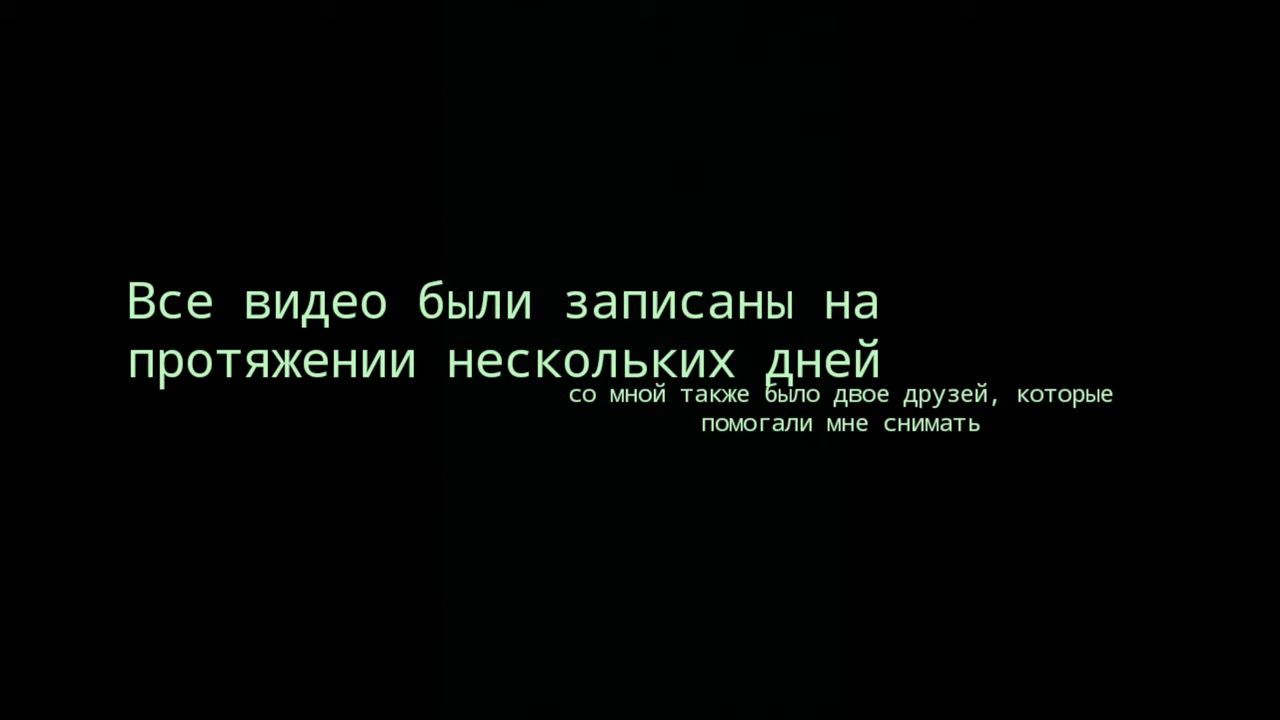 Все видео были записаны на
протяжении нескольких дней
со мной также было двое друзей, которые
помогали мне снимать